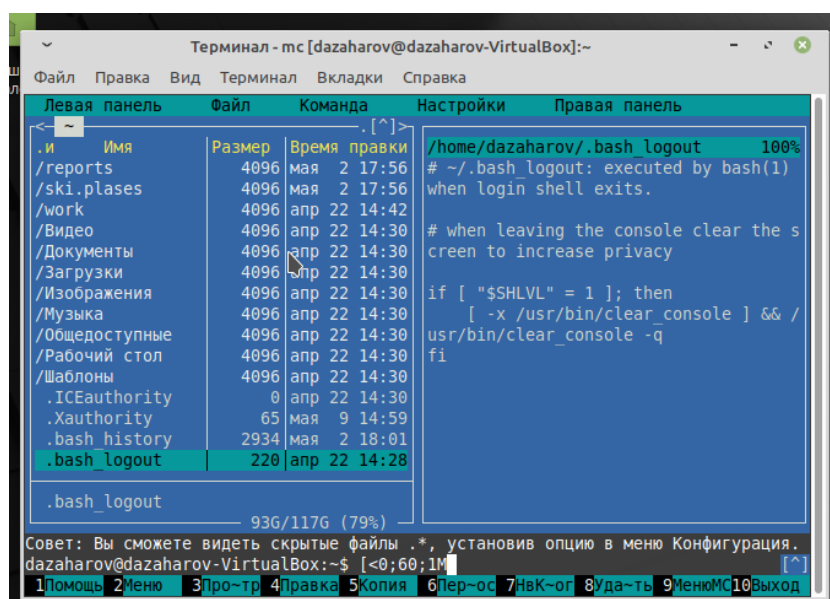 Терминал - mc [dazaharov@dazaharov-VirtualBox]:~
Файл Правка Вид Терминал Вкладки Справка
Левая панель Файл Команда Настройки Правая панель
<- ~ .[^]>
.и Имя Размер Время правки
/reports 4096 мая 2 17:56
/ski.plases 4096 мая 2 17:56
/work 4096 апр 22 14:42
/Видео 4096 апр 22 14:30
/Документы 4096 апр 22 14:30
/Загрузки 4096 апр 22 14:30
/Изображения 4096 апр 22 14:30
/Музыка 4096 апр 22 14:30
/Общедоступные 4096 апр 22 14:30
/Рабочий стол 4096 апр 22 14:30
/Шаблоны 4096 апр 22 14:30
.ICEauthority 0 апр 22 14:30
.Xauthority 65 мая 9 14:59
.bash_history 2934 мая 2 18:01
.bash_logout 220 апр 22 14:28
.bash_logout
93G/117G (79%)
/home/dazaharov/.bash_logout 100%
# ~/.bash_logout: executed by bash(1)
when login shell exits.
# when leaving the console clear the s
creen to increase privacy
if [ "$SHLVL" = 1 ]; then
[ -x /usr/bin/clear_console ] && /
usr/bin/clear_console -q
fi
Совет: Вы сможете видеть скрытые файлы .*, установив опцию в меню Конфигурация.
dazaharov@dazaharov-VirtualBox:~$ [<0;60;1M [^]
1Помощь 2Меню 3Про~тр 4Правка 5Копия 6Пер~ос 7НвК~ог 8Уда~ть 9МенюMC 10Выход